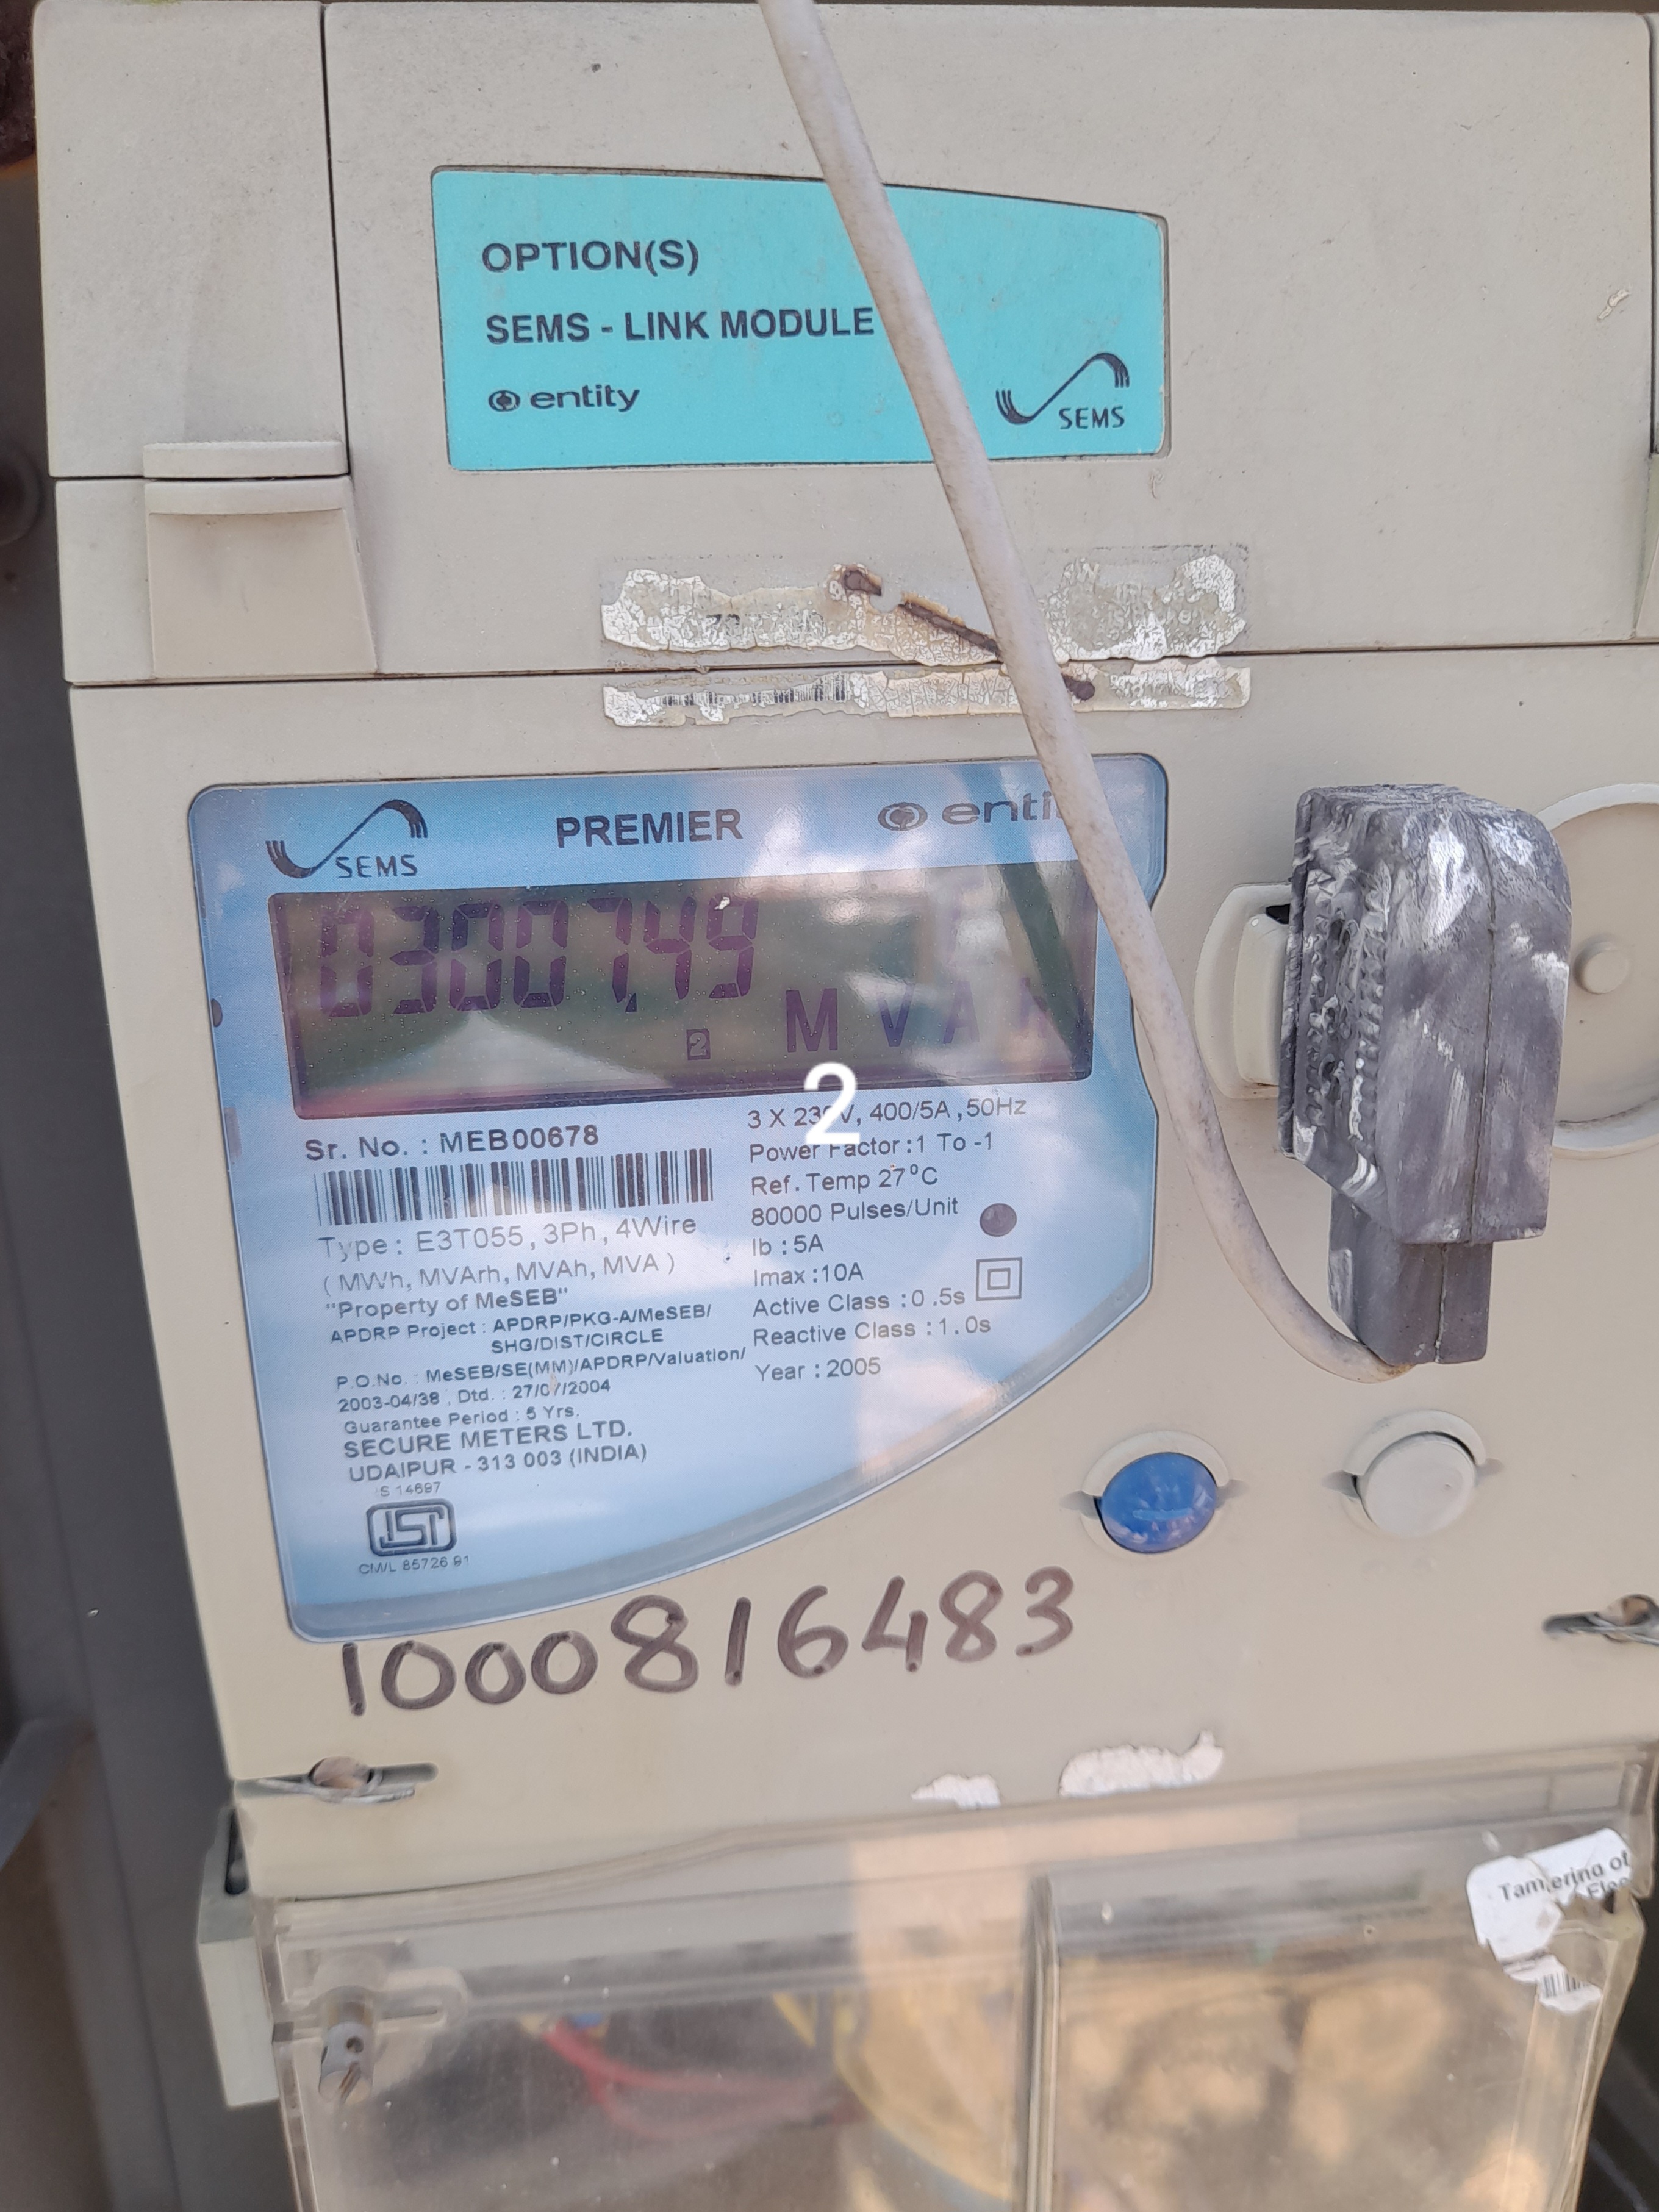 OPTION(S)
SEMS - LINK MODULE
entity
SEMS
SEMS
PREMIER
03007.49
2
M V A h
2
Sr. No. : MEB00678
Type : E3T055, 3Ph, 4Wire
( MWh, MVArh, MVAh, MVA )
"Property of MeSEB"
APDRP Project : APDRP/PKG-A/MeSEB/
SHG/DIST/CIRCLE
P.O.No. : MeSEB/SE(MM)/APDRP/Valuation/
2003-04/38 , Dtd. : 27/07/2004
Guarantee Period : 5 Yrs.
SECURE METERS LTD.
UDAIPUR - 313 003 (INDIA)
S 14697
ISI
CM/L 85726 91
3 X 230V, 400/5A ,50Hz
Power Factor :1 To -1
Ref. Temp 27°C
80000 Pulses/Unit
Ib : 5A
Imax :10A
Active Class :0 .5s
Reactive Class :1.0s
Year : 2005
1000816483